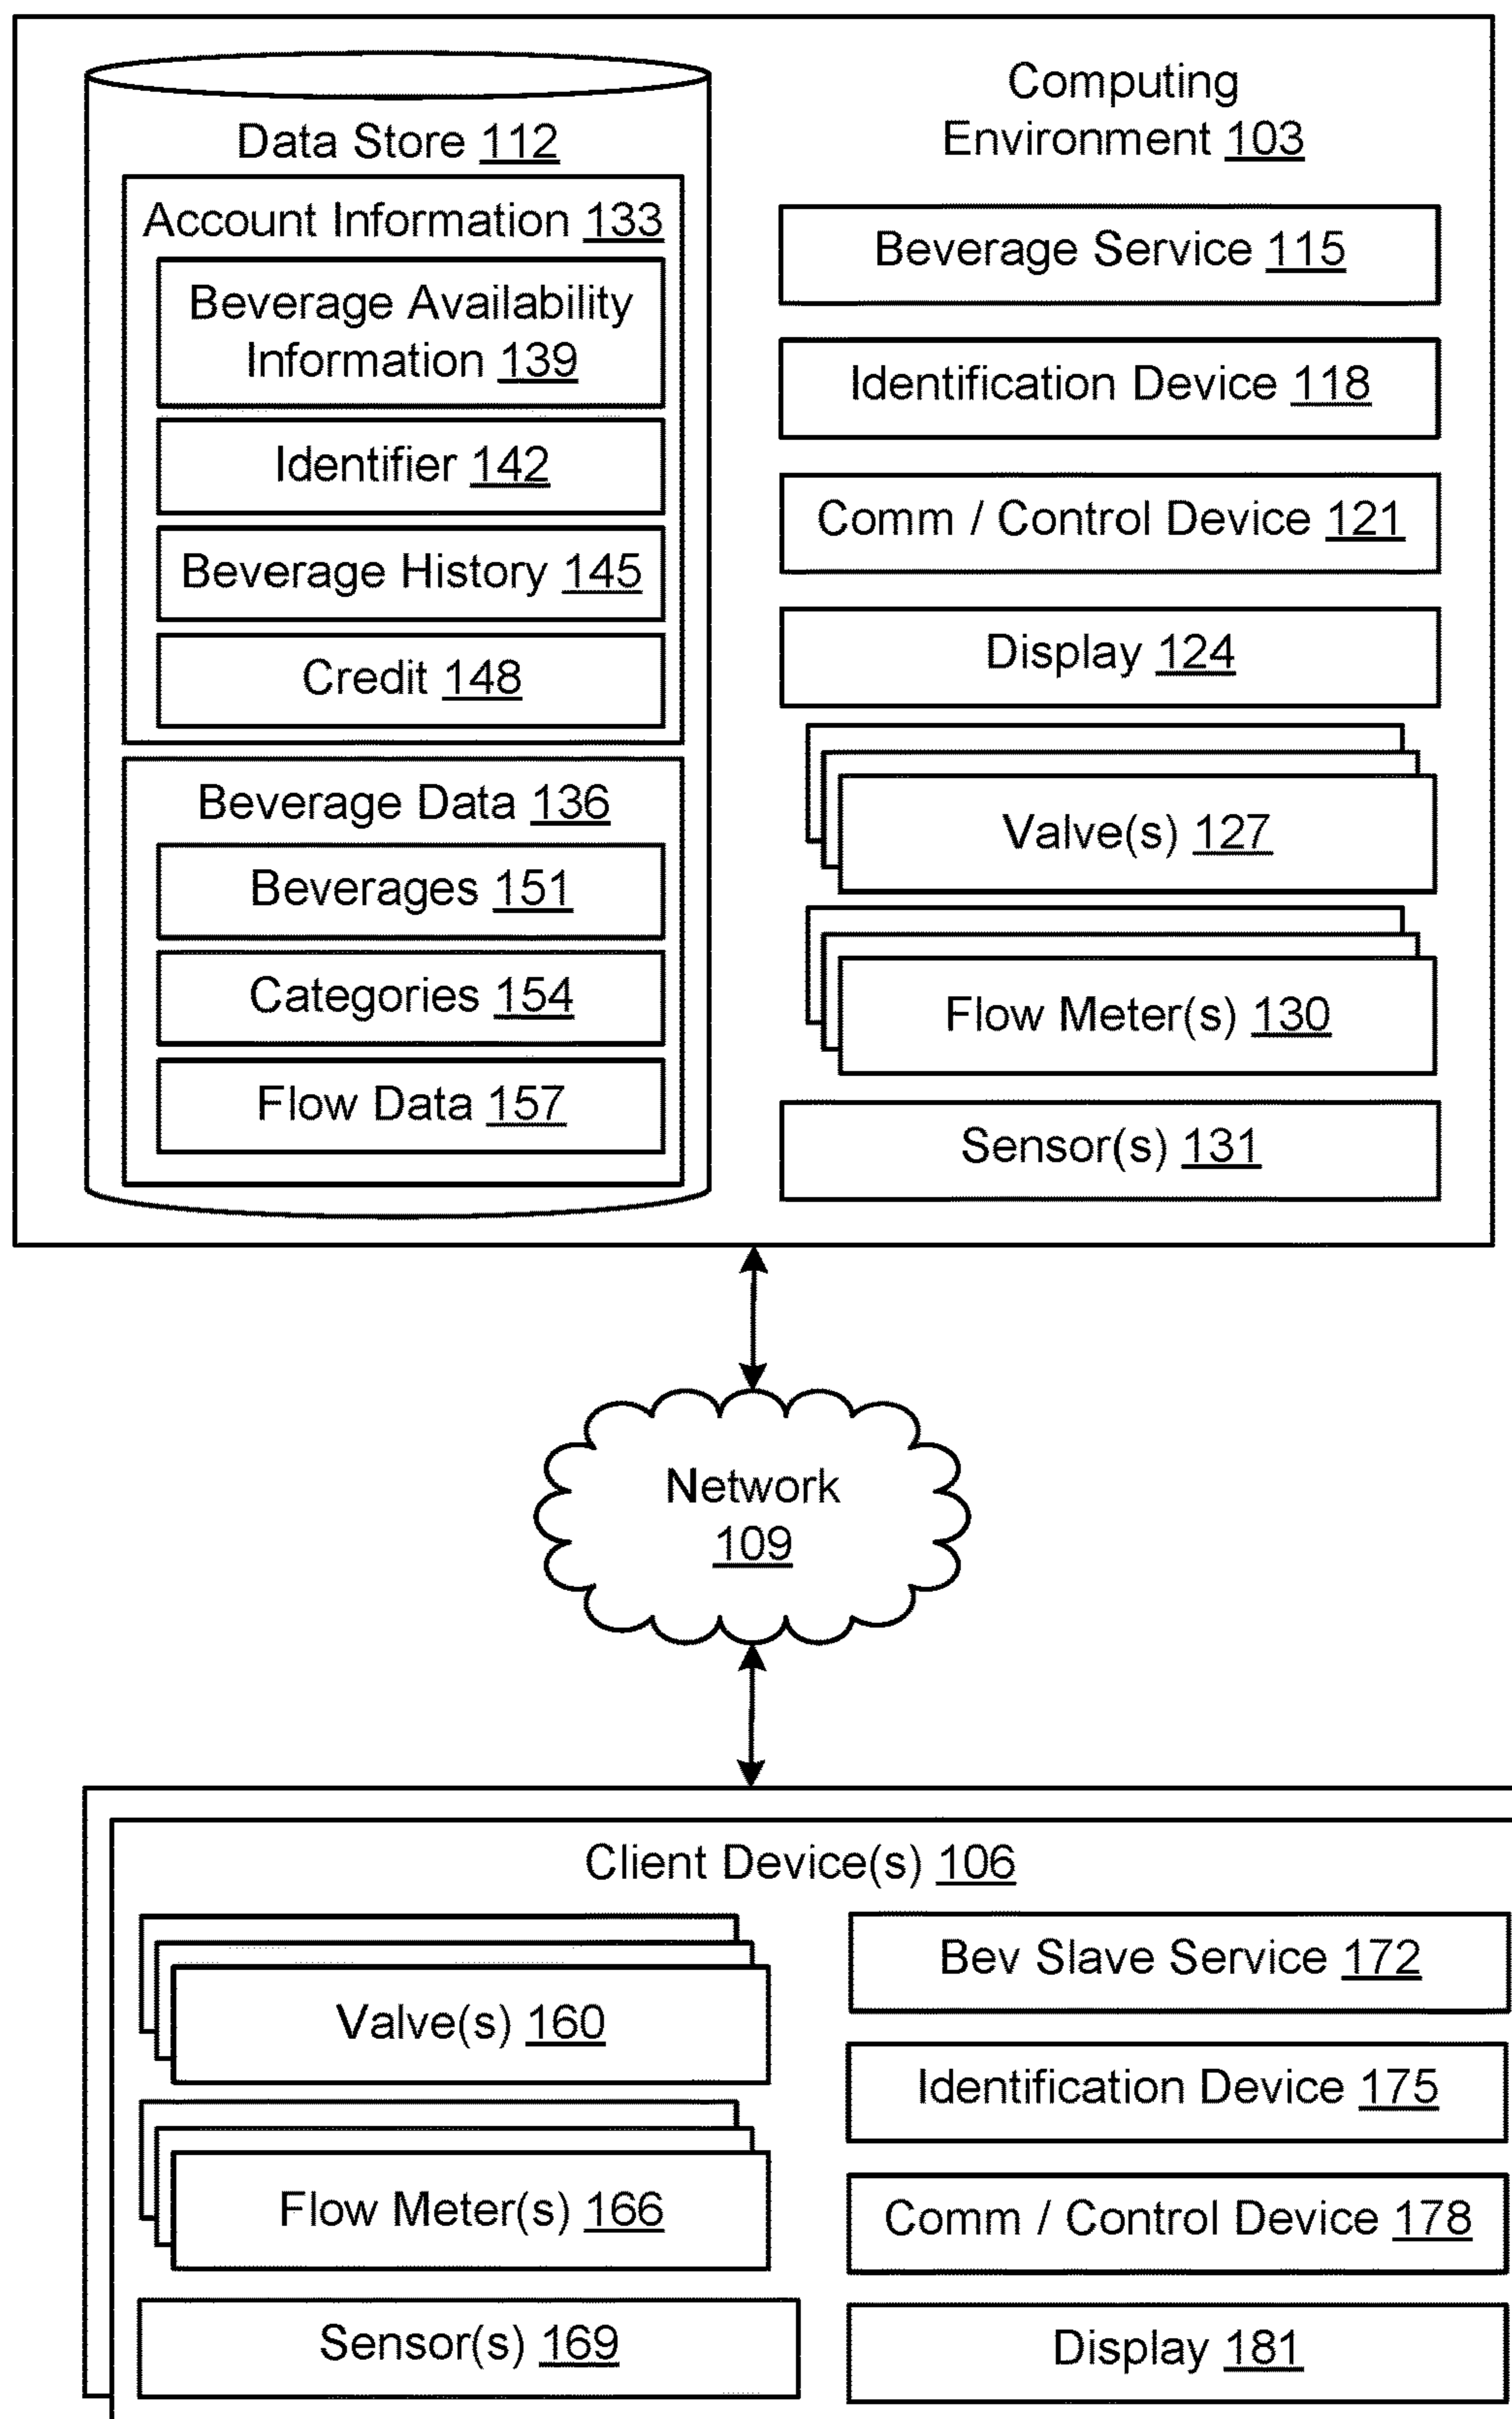 Data Store 112
Account Information 133
Beverage Availability
Information 139
Identifier 142
Beverage History 145
Credit 148
Beverage Data 136
Beverages 151
Categories 154
Flow Data 157
Computing
Environment 103
Beverage Service 115
Identification Device 118
Comm / Control Device 121
Display 124
Valve(s) 127
Flow Meter(s) 130
Sensor(s) 131
Network
109
Client Device(s) 106
Valve(s) 160
Flow Meter(s) 166
Sensor(s) 169
Bev Slave Service 172
Identification Device 175
Comm / Control Device 178
Display 181